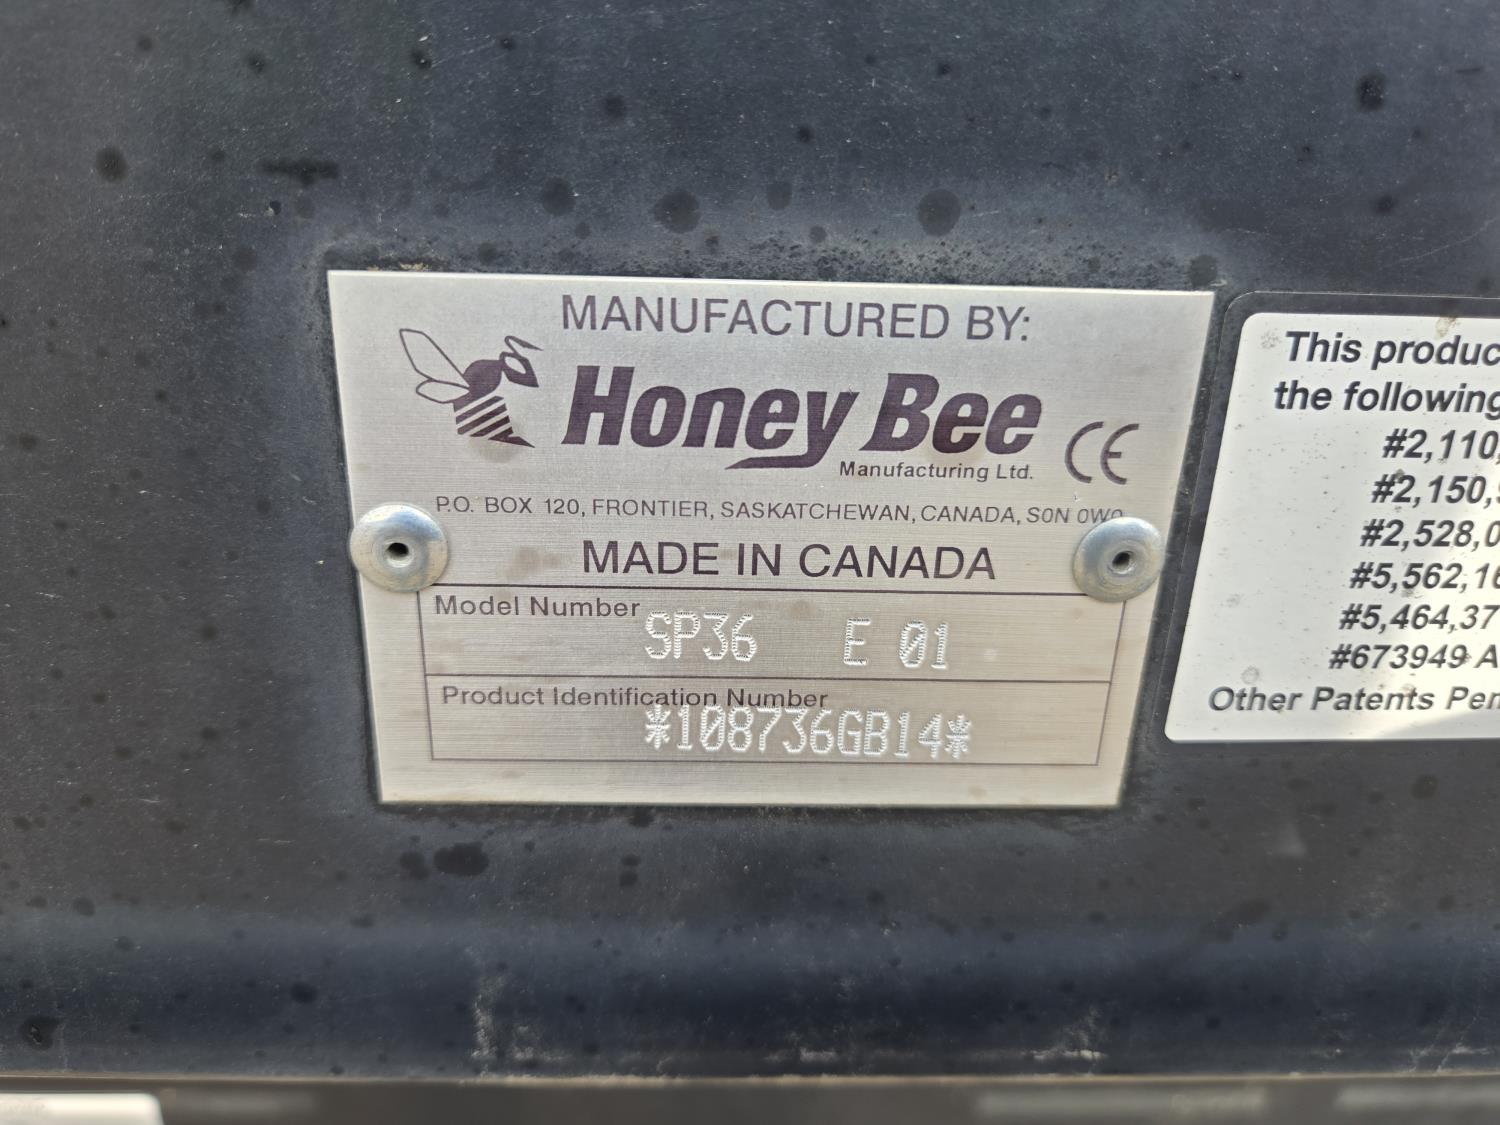 MANUFACTURED BY:
Honey Bee
Manufacturing Ltd.
CE
P.O. BOX 120, FRONTIER, SASKATCHEWAN, CANADA, S0N 0W0
MADE IN CANADA
Model Number
SP36 E 01
Product Identification Number
*108736GB14*
This produc
the following
#2,110,
#2,150,9
#2,528,0
#5,562,16
#5,464,37
#673949 A
Other Patents Pen